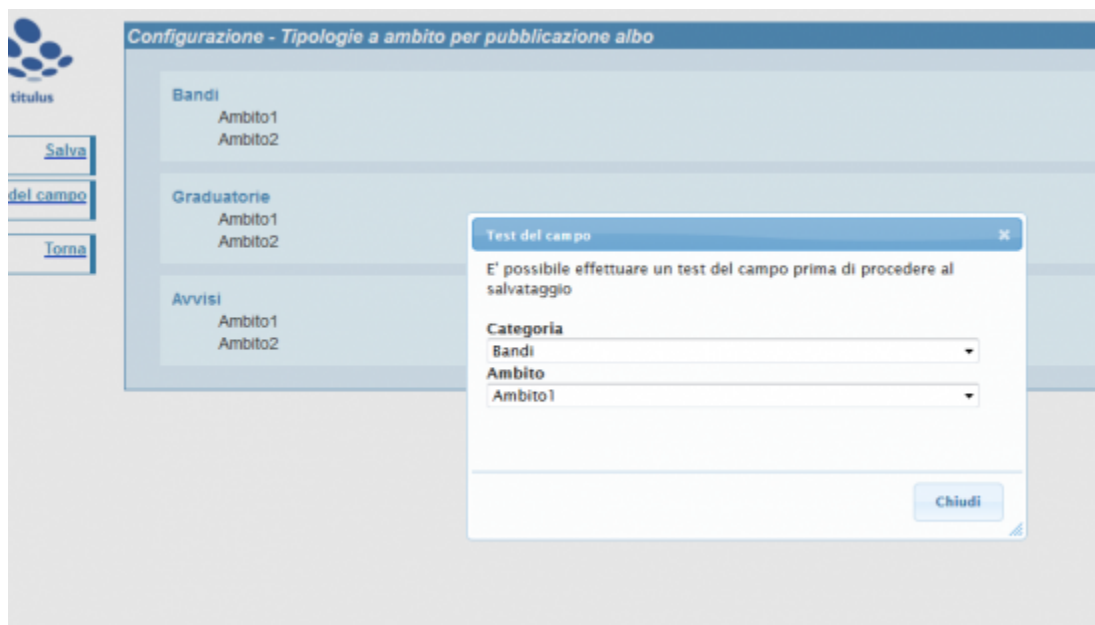 Configurazione - Tipologie a ambito per pubblicazione albo
titulus
Salva
del campo
Torna
Bandi
Ambito1
Ambito2
Graduatorie
Ambito1
Ambito2
Avvisi
Ambito1
Ambito2
Test del campo
E' possibile effettuare un test del campo prima di procedere al
salvataggio
Categoria
Bandi
Ambito
Ambito1
Chiudi